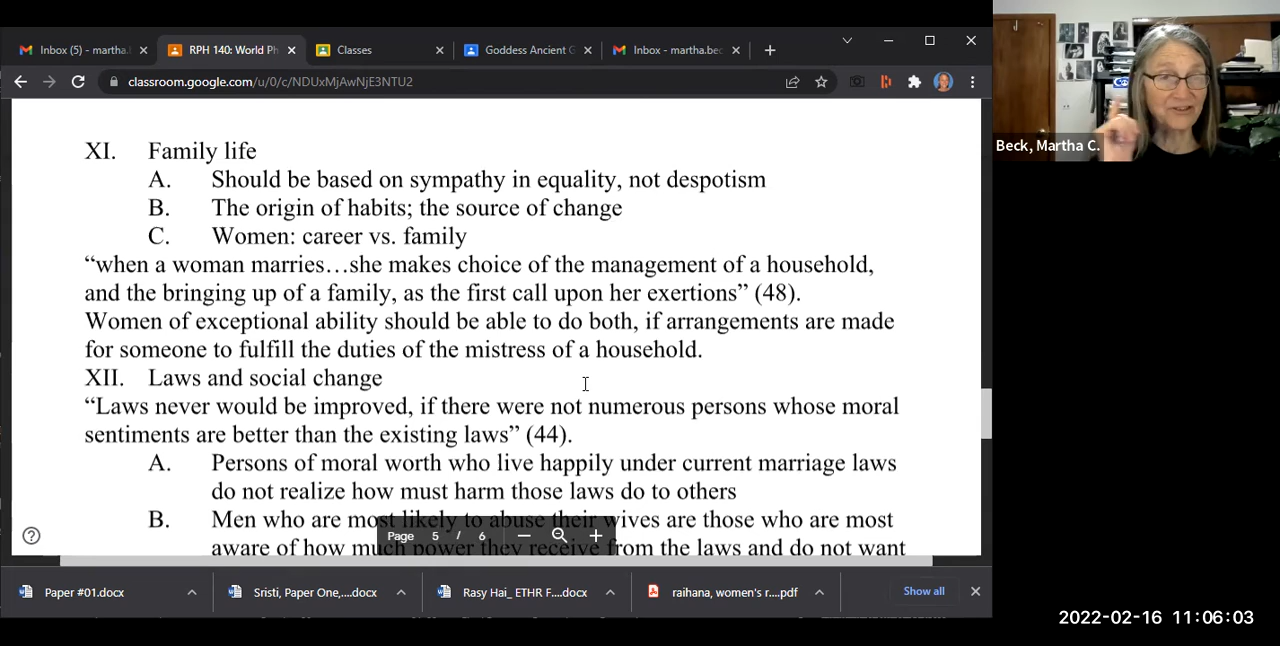 Inbox (5) - martha.l
RPH 140: World Ph
Classes
Goddess Ancient G
Inbox - martha.bec
classroom.google.com/u/0/c/NDUxMjAwNjE3NTU2
Beck, Martha C.
XI. Family life
A. Should be based on sympathy in equality, not despotism
B. The origin of habits; the source of change
C. Women: career vs. family
“when a woman marries…she makes choice of the management of a household,
and the bringing up of a family, as the first call upon her exertions” (48).
Women of exceptional ability should be able to do both, if arrangements are made
for someone to fulfill the duties of the mistress of a household.
XII. Laws and social change
“Laws never would be improved, if there were not numerous persons whose moral
sentiments are better than the existing laws” (44).
A. Persons of moral worth who live happily under current marriage laws
do not realize how must harm those laws do to others
B. Men who are most likely to abuse their wives are those who are most
aware of how much power they receive from the laws and do not want
Page 5 / 6
Paper #01.docx
Sristi, Paper One,....docx
Rasy Hai_ ETHR F....docx
raihana, women's r....pdf
Show all
2022-02-16 11:06:03